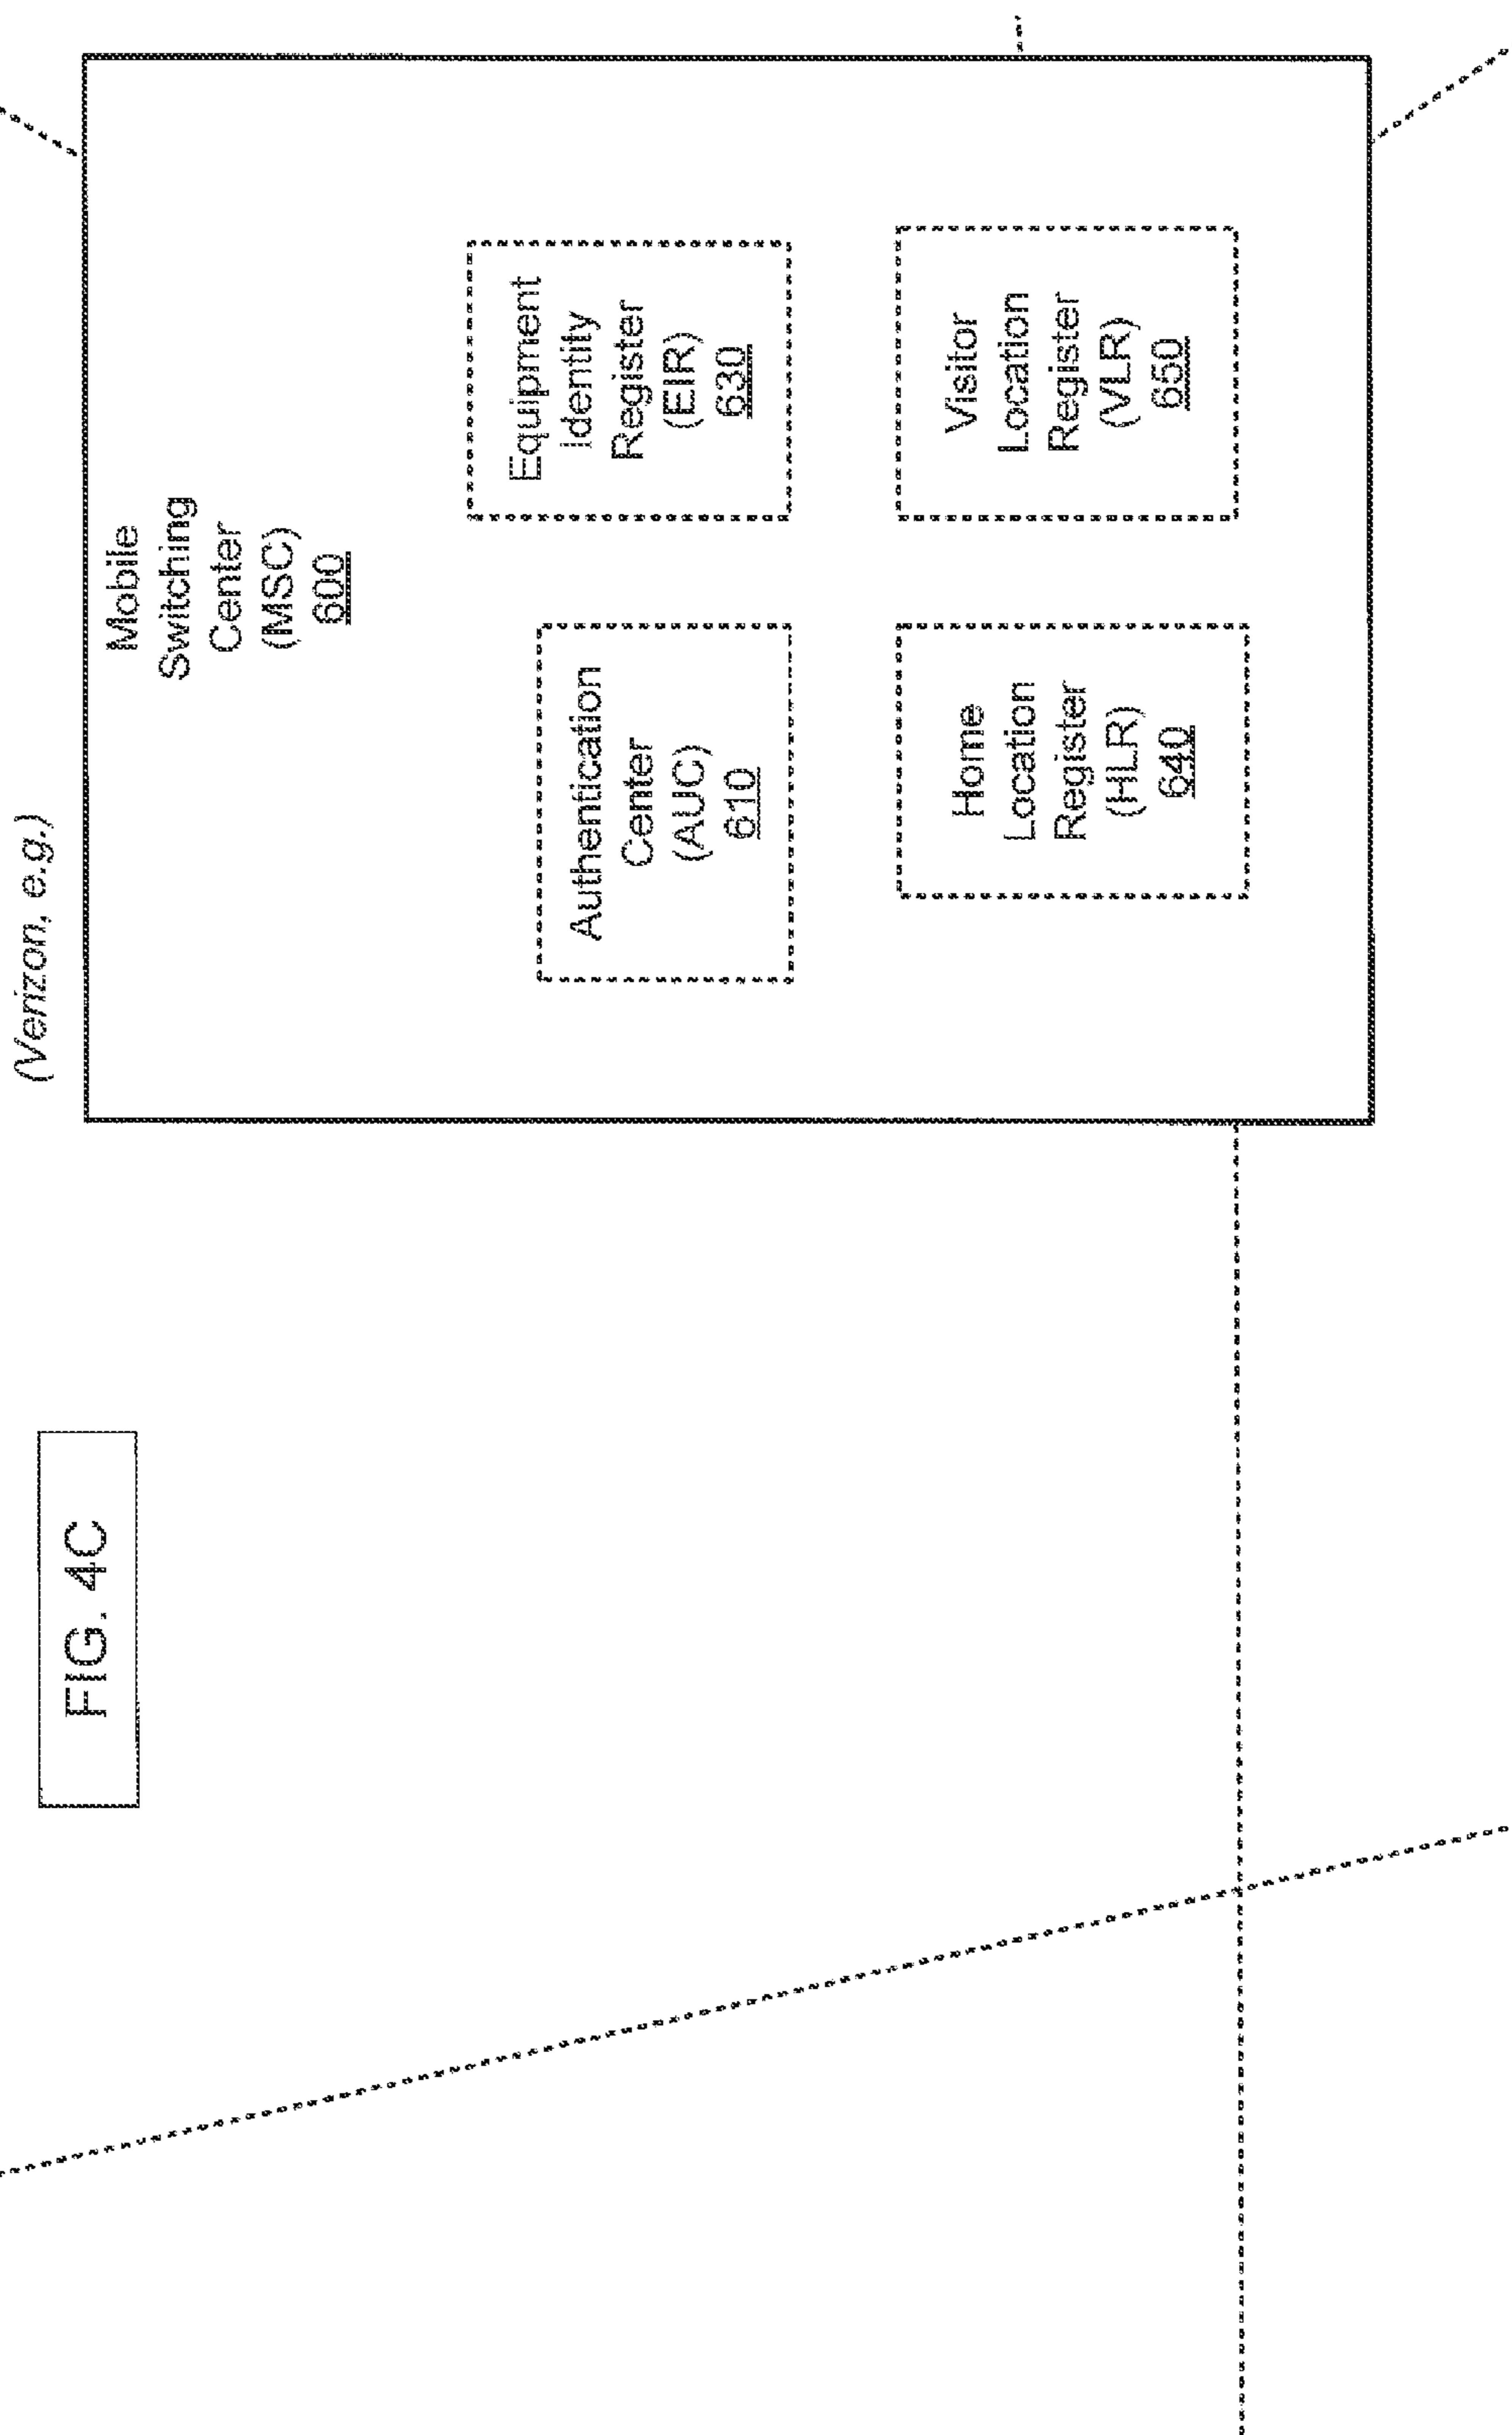 FIG. 4C
(Verizon, e.g.)
Mobile
Switching
Center
(MSC)
600
Authentication
Center
(AUC)
610
Equipment
Identity
Register
(EIR)
630
Home
Location
Register
(HLR)
640
Visitor
Location
Register
(VLR)
650